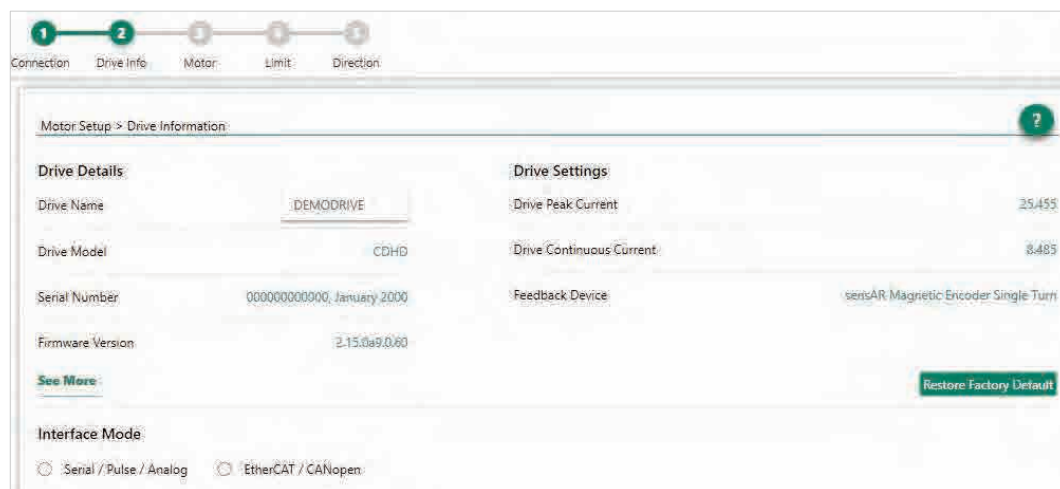 1 2 3 4 5
Connection Drive Info Motor Limit Direction
Motor Setup > Drive Information ?
Drive Details Drive Settings
Drive Name DEMODRIVE Drive Peak Current 25.455
Drive Model CDHD Drive Continuous Current 8.485
Serial Number 000000000000, January 2000 Feedback Device sensAR Magnetic Encoder Single Turn
Firmware Version 2.15.0a9.0.60
See More Restore Factory Default
Interface Mode
Serial / Pulse / Analog EtherCAT / CANopen